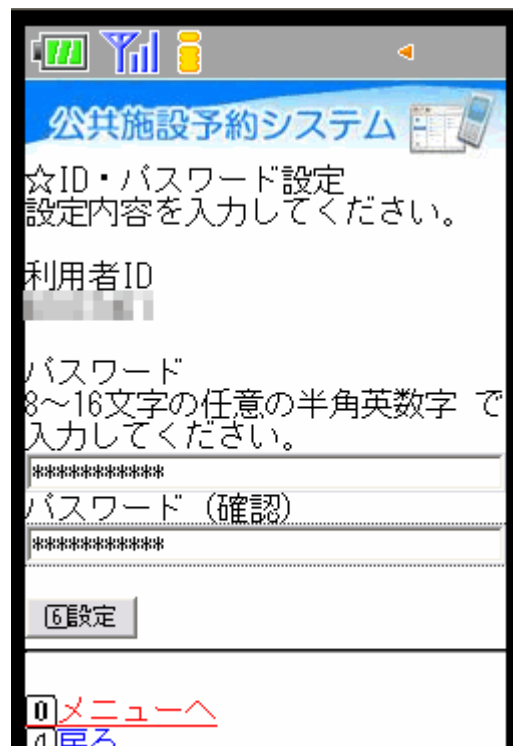 公共施設予約システム
☆ID・パスワード設定
設定内容を入力してください。
利用者ID
パスワード
8～16文字の任意の半角英数字 で
入力してください。
***********
パスワード (確認)
***********
6設定
0メニューへ
戻る